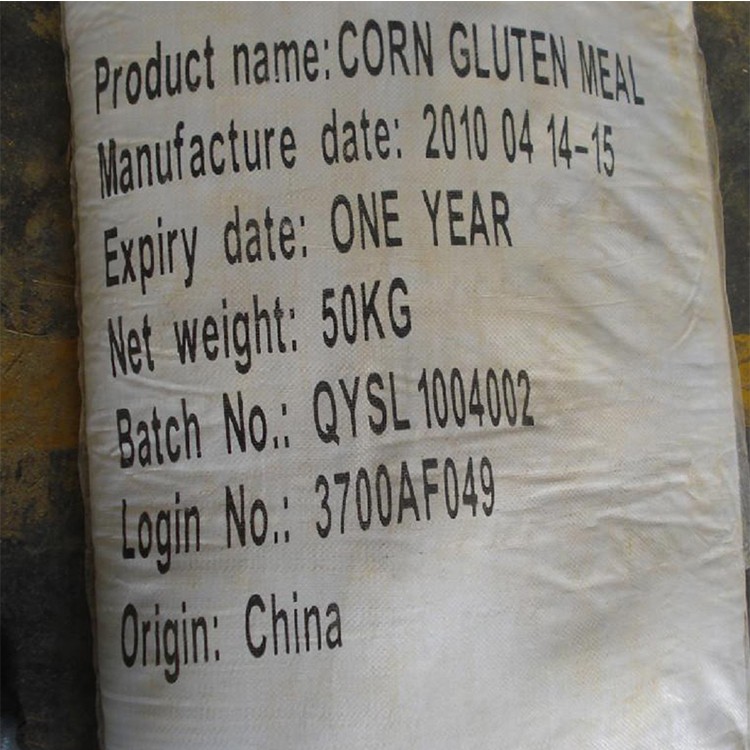 Product name:CORN GLUTEN MEAL
Manufacture date: 2010 04 14-15
Expiry date: ONE YEAR
Net weight: 50KG
Batch No.: QYSL 1004002
Login No.: 3700AF049
Origin: China